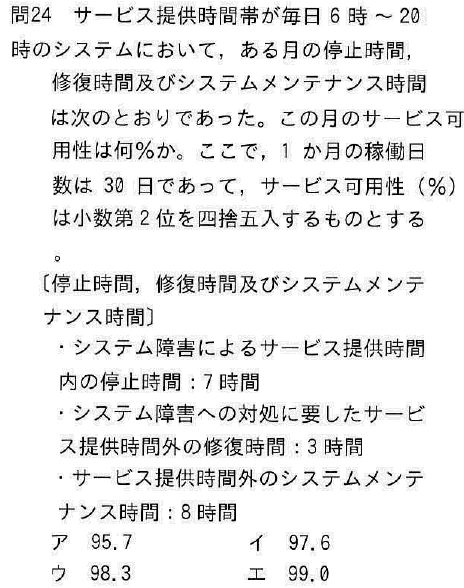 問24　サービス提供時間帯が毎日6時～20
時のシステムにおいて，ある月の停止時間，
修復時間及びシステムメンテナンス時間
は次のとおりであった。この月のサービス可
用性は何％か。ここで，1か月の稼働日
数は30日であって，サービス可用性（％）
は小数第2位を四捨五入するものとする
。
〔停止時間，修復時間及びシステムメンテ
ナンス時間〕
・システム障害によるサービス提供時間
内の停止時間：7時間
・システム障害への対処に要したサービ
ス提供時間外の修復時間：3時間
・サービス提供時間外のシステムメンテ
ナンス時間：8時間
ア　95.7　　イ　97.6
ウ　98.3　　エ　99.0